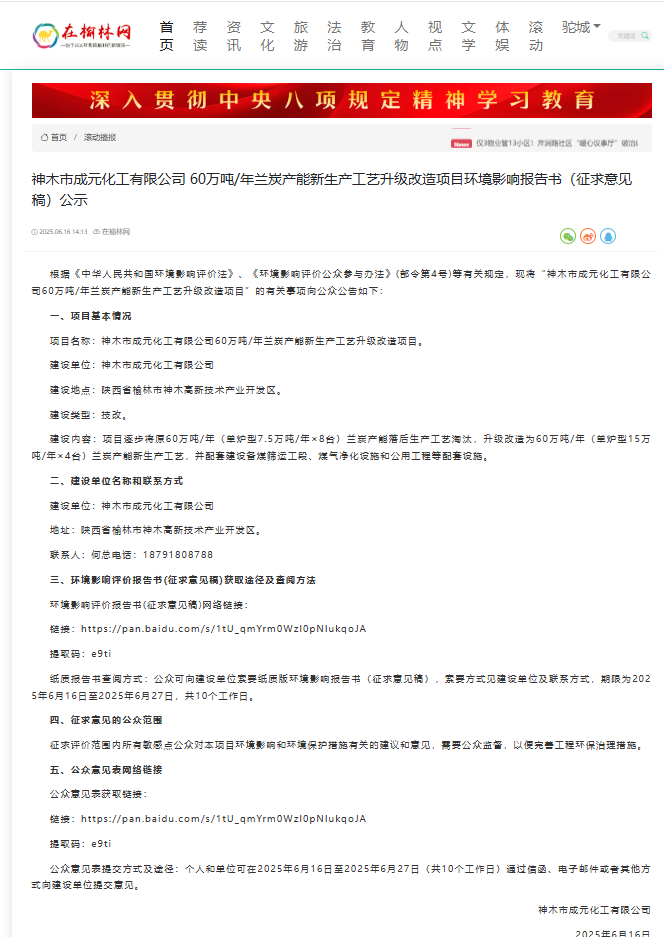 在榆林网
首页 荐读 资讯 文化 旅游 法治 教育 人物 视点 文学 体娱 滚动 驼城
关键词
深入贯彻中央八项规定精神学习教育
首页 / 滚动播报
News 仅3物业管13小区！芹涧路社区“暖心议事厅”破治
神木市成元化工有限公司 60万吨/年兰炭产能新生产工艺升级改造项目环境影响报告书（征求意见
稿）公示
2025.06.16 14:13 在榆林网
根据《中华人民共和国环境影响评价法》、《环境影响评价公众参与办法》(部令第4号)等有关规定，现将“神木市成元化工有限公
司60万吨/年兰炭产能新生产工艺升级改造项目”的有关事项向公众公告如下：
一、项目基本情况
项目名称：神木市成元化工有限公司60万吨/年兰炭产能新生产工艺升级改造项目。
建设单位：神木市成元化工有限公司
建设地点：陕西省榆林市神木高新技术产业开发区。
建设类型：技改。
建设内容：项目逐步将原60万吨/年（单炉型7.5万吨/年×8台）兰炭产能落后生产工艺淘汰，升级改造为60万吨/年（单炉型15万
吨/年×4台）兰炭产能新生产工艺，并配套建设备煤筛运工段、煤气净化设施和公用工程等配套设施。
二、建设单位名称和联系方式
建设单位：神木市成元化工有限公司
地址：陕西省榆林市神木高新技术产业开发区。
联系人：何总电话：18791808788
三、环境影响评价报告书(征求意见稿)获取途径及查阅方法
环境影响评价报告书(征求意见稿)网络链接：
链接：https://pan.baidu.com/s/1tU_qmYrm0WzI0pNIukqoJA
提取码：e9ti
纸质报告书查阅方式：公众可向建设单位索要纸质版环境影响报告书（征求意见稿），索要方式见建设单位及联系方式，期限为202
5年6月16日至2025年6月27日，共10个工作日。
四、征求意见的公众范围
征求评价范围内所有敏感点公众对本项目环境影响和环境保护措施有关的建议和意见，需要公众监督，以便完善工程环保治理措施。
五、公众意见表网络链接
公众意见表获取链接：
链接：https://pan.baidu.com/s/1tU_qmYrm0WzI0pNIukqoJA
提取码：e9ti
公众意见表提交方式及途径：个人和单位可在2025年6月16日至2025年6月27日（共10个工作日）通过信函、电子邮件或者其他方
式向建设单位提交意见。
神木市成元化工有限公司
2025年6月16日